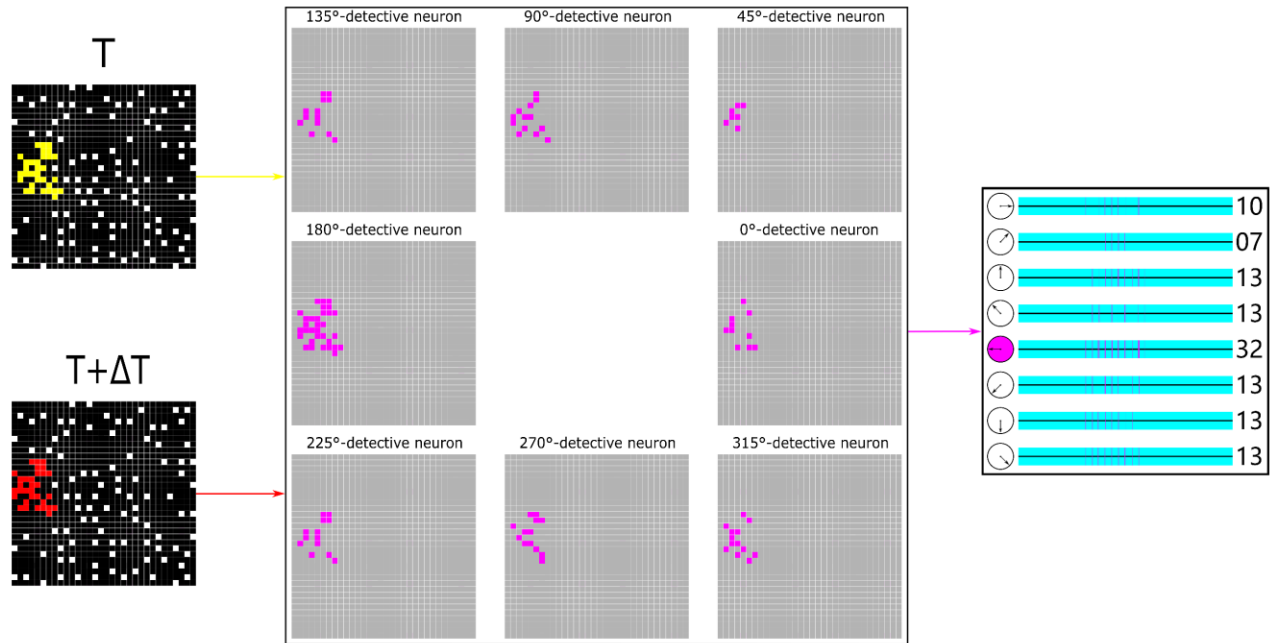 T
T+ΔT
135°-detective neuron
90°-detective neuron
45°-detective neuron
180°-detective neuron
0°-detective neuron
225°-detective neuron
270°-detective neuron
315°-detective neuron
10
07
13
13
32
13
13
13